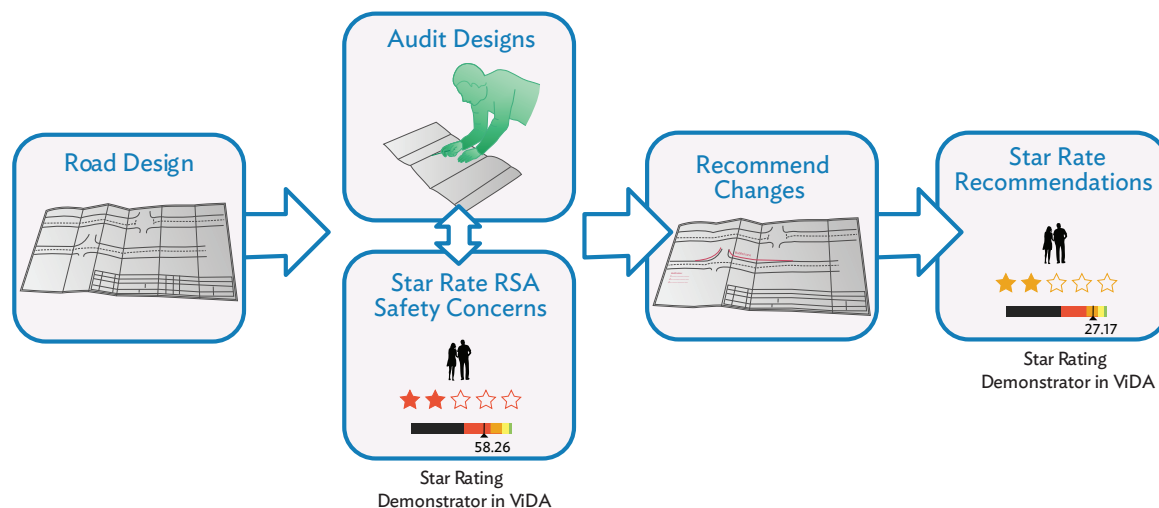 Road Design
Audit Designs
Star Rate RSA
Safety Concerns
58.26
Star Rating
Demonstrator in ViDA
Recommend
Changes
Star Rate
Recommendations
27.17
Star Rating
Demonstrator in ViDA